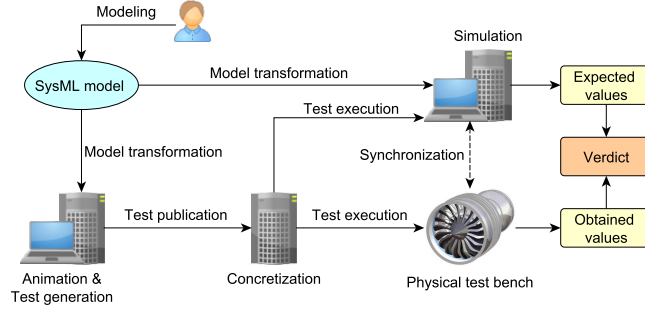 Modeling
Simulation
SysML model
Model transformation
Expected
values
Test execution
Model transformation
Synchronization
Verdict
Test publication
Test execution
Obtained
values
Animation &
Test generation
Concretization
Physical test bench